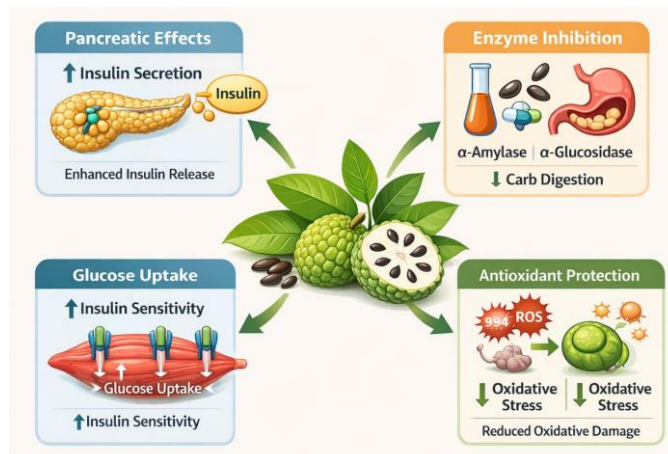 Pancreatic Effects
↑ Insulin Secretion
Insulin
Enhanced Insulin Release
Enzyme Inhibition
α-Amylase | α-Glucosidase
↓ Carb Digestion
Glucose Uptake
↑ Insulin Sensitivity
Glucose Uptake
↑ Insulin Sensitivity
Antioxidant Protection
994 ROS
↓ Oxidative Stress | ↓ Oxidative Stress
Reduced Oxidative Damage